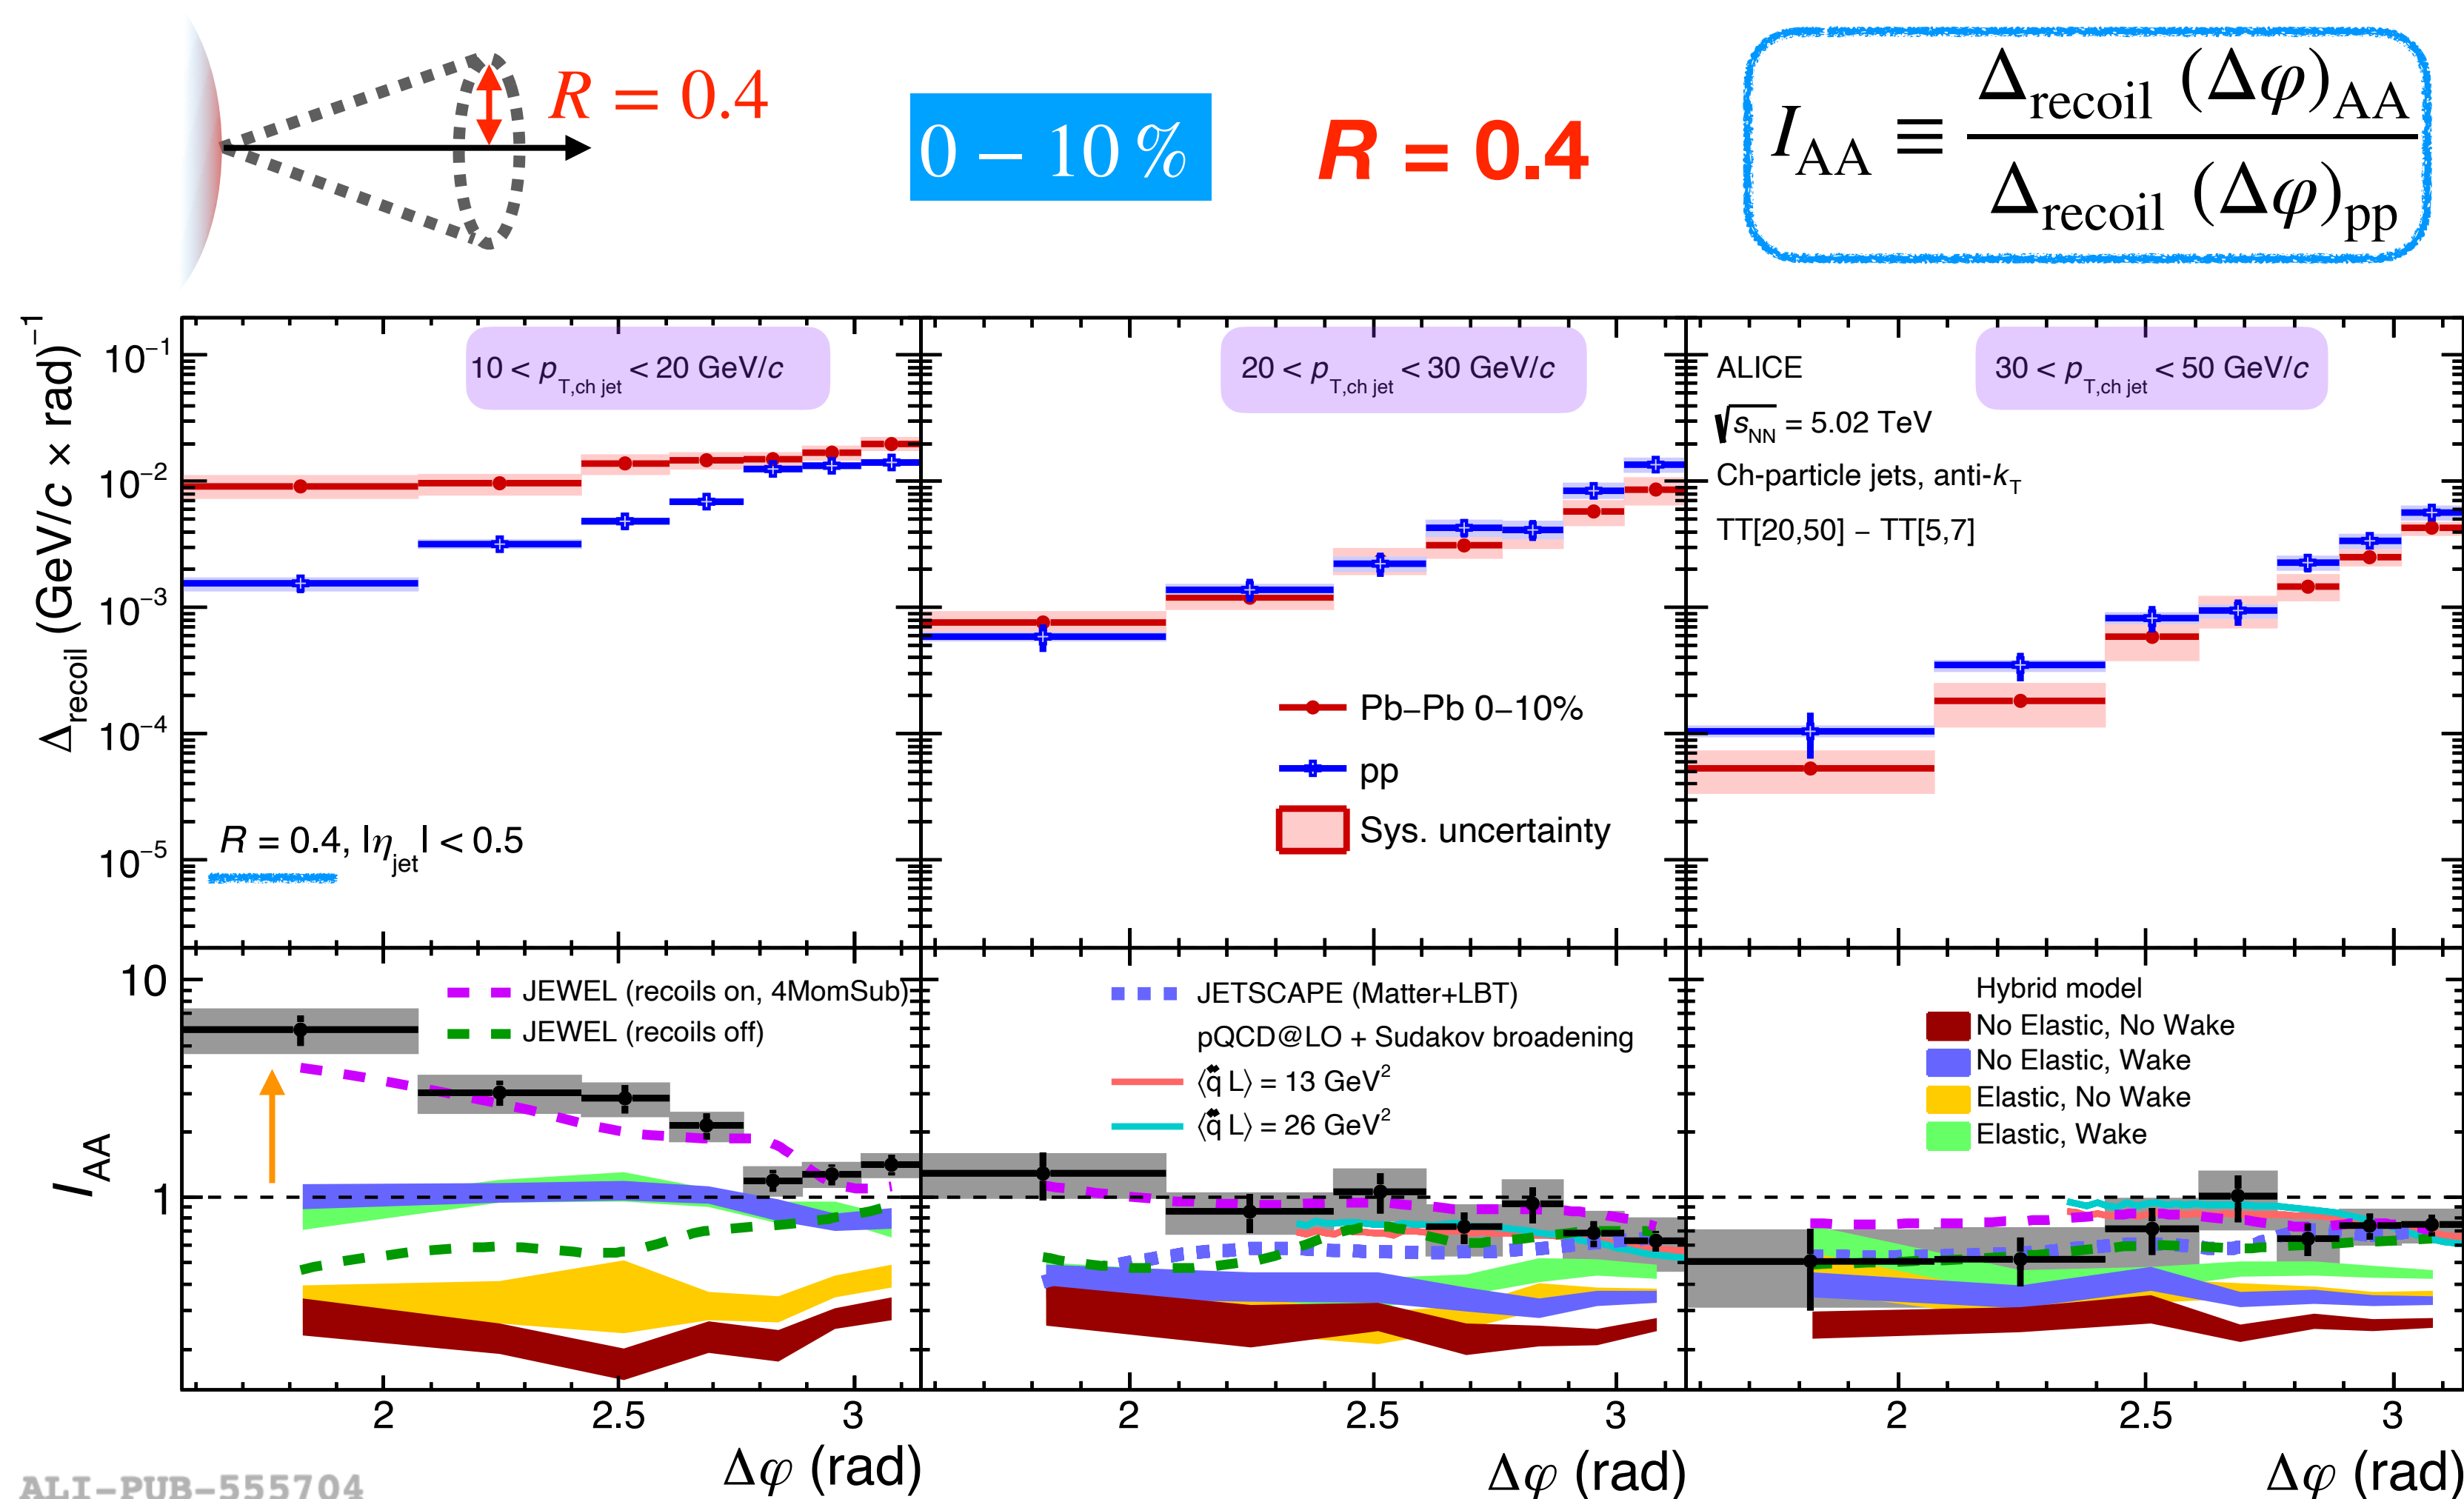 R = 0.4
0 – 10 %
R = 0.4
I_AA ≡ Δ_recoil (Δφ)_AA / Δ_recoil (Δφ)_pp
Δ_recoil (GeV/c × rad)⁻¹
10⁻¹
10⁻²
10⁻³
10⁻⁴
10⁻⁵
10 < p_T,ch jet < 20 GeV/c
R = 0.4, |η_jet| < 0.5
20 < p_T,ch jet < 30 GeV/c
Pb–Pb 0–10%
pp
Sys. uncertainty
30 < p_T,ch jet < 50 GeV/c
ALICE
√s_NN = 5.02 TeV
Ch-particle jets, anti-k_T
TT[20,50] – TT[5,7]
I_AA
10
1
JEWEL (recoils on, 4MomSub)
JEWEL (recoils off)
JETSCAPE (Matter+LBT)
pQCD@LO + Sudakov broadening
⟨q̂ L⟩ = 13 GeV²
⟨q̂ L⟩ = 26 GeV²
Hybrid model
No Elastic, No Wake
No Elastic, Wake
Elastic, No Wake
Elastic, Wake
2 2.5 3
2 2.5 3
2 2.5 3
Δφ (rad)
Δφ (rad)
Δφ (rad)
ALI-PUB-555704